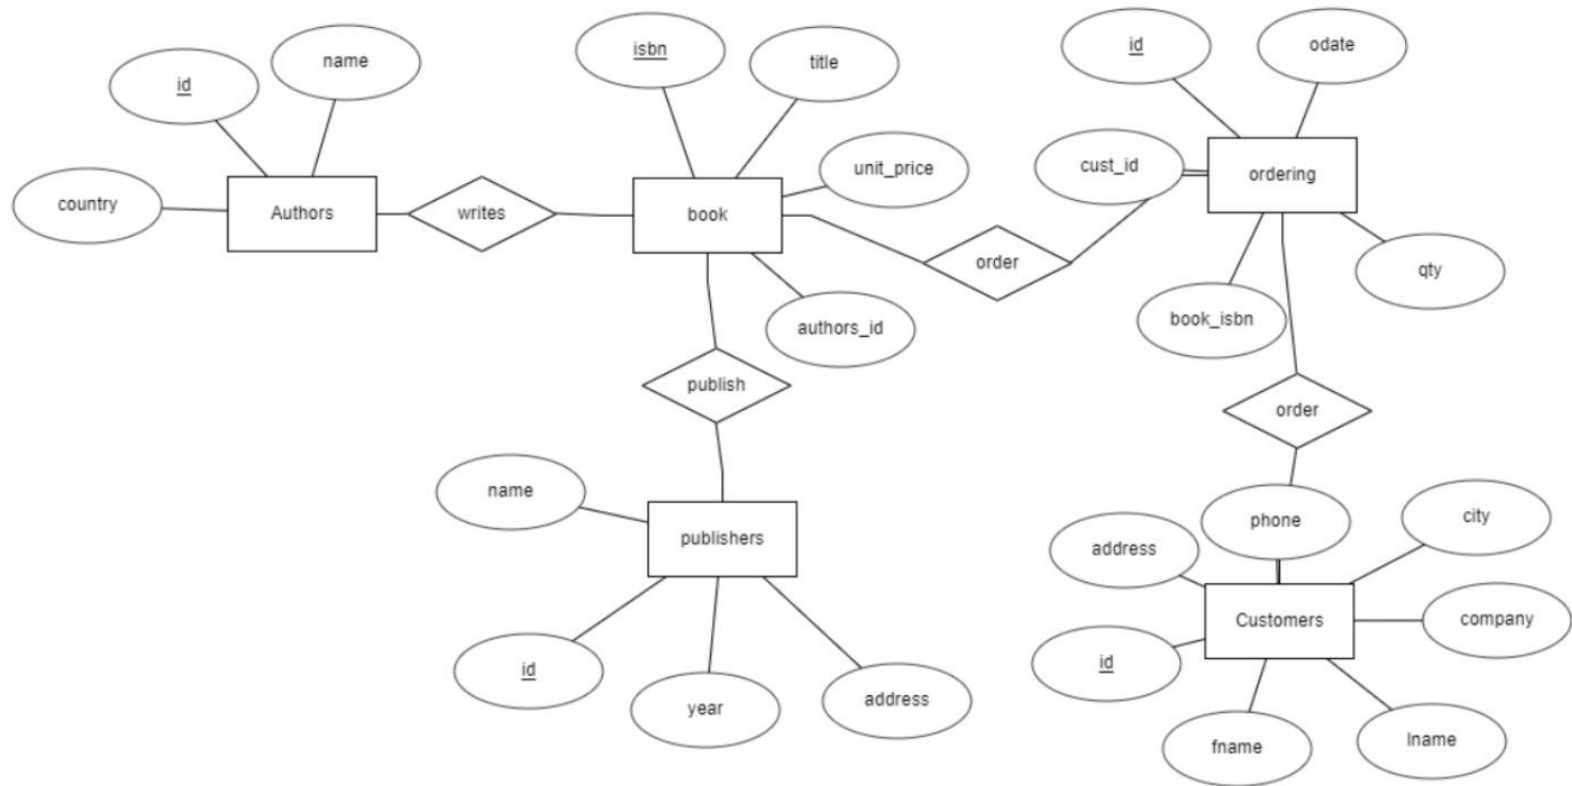 id
name
country
Authors
writes
isbn
title
unit_price
book
authors_id
order
publish
id
odate
cust_id
ordering
qty
book_isbn
order
name
publishers
id
year
address
phone
city
address
Customers
company
id
fname
lname